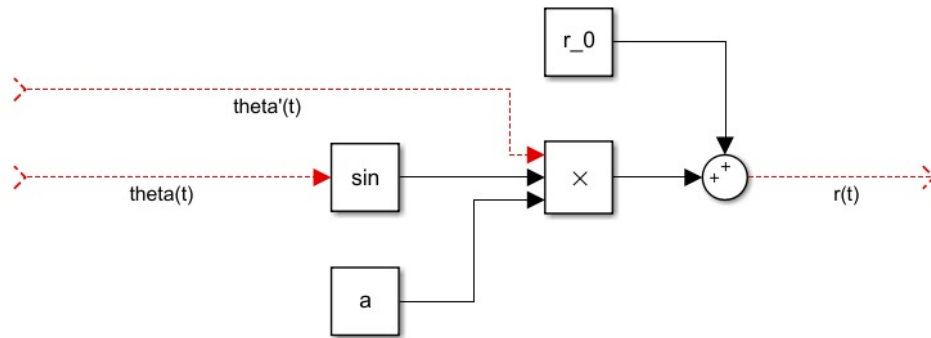 r_0
theta'(t)
sin
×
+
+
theta(t)
r(t)
a